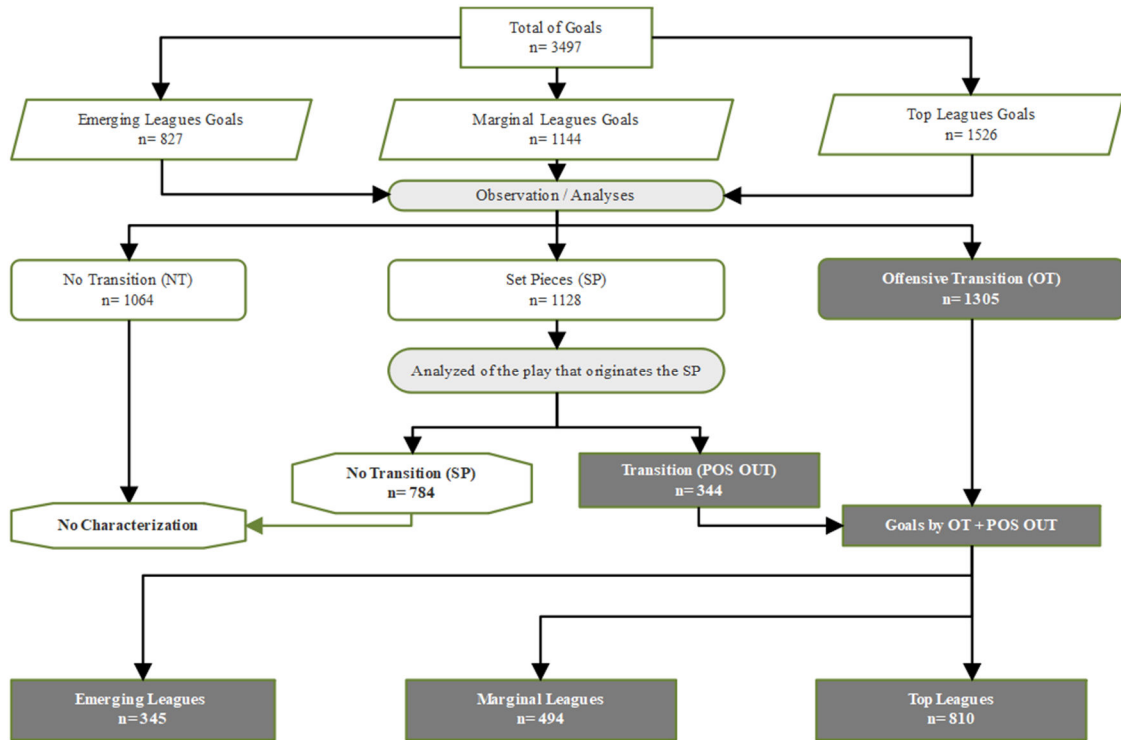 Total of Goals
n= 3497
Emerging Leagues Goals
n= 827
Marginal Leagues Goals
n= 1144
Top Leagues Goals
n= 1526
Observation / Analyses
No Transition (NT)
n= 1064
Set Pieces (SP)
n= 1128
Offensive Transition (OT)
n= 1305
Analyzed of the play that originates the SP
No Transition (SP)
n= 784
Transition (POS OUT)
n= 344
No Characterization
Goals by OT + POS OUT
Emerging Leagues
n= 345
Marginal Leagues
n= 494
Top Leagues
n= 810